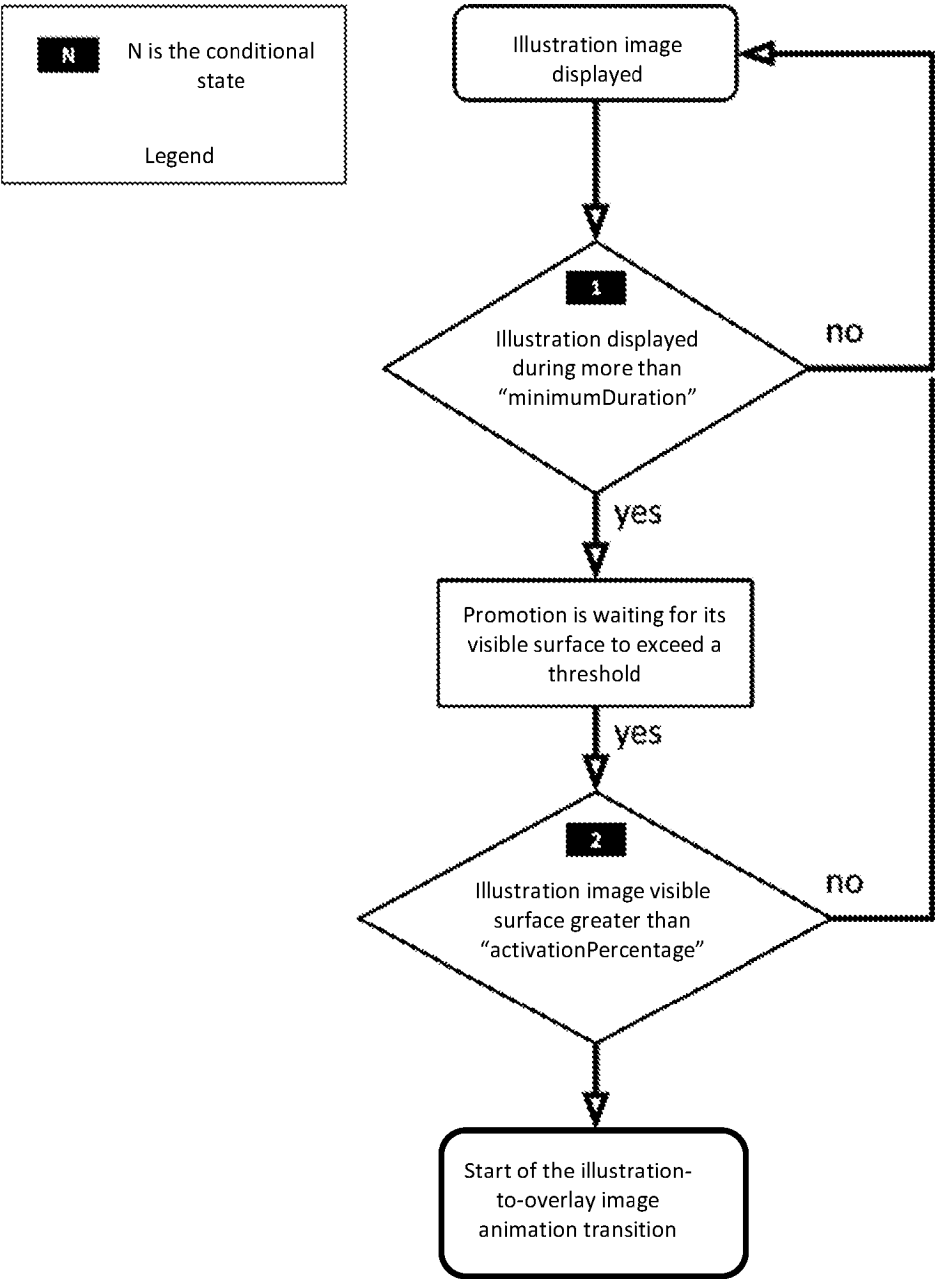 N
N is the conditional
state
Legend
Illustration image
displayed
1
Illustration displayed
during more than
“minimumDuration”
no
yes
Promotion is waiting for its
visible surface to exceed a
threshold
yes
2
Illustration image visible
surface greater than
“activationPercentage”
no
Start of the illustration-
to-overlay image
animation transition